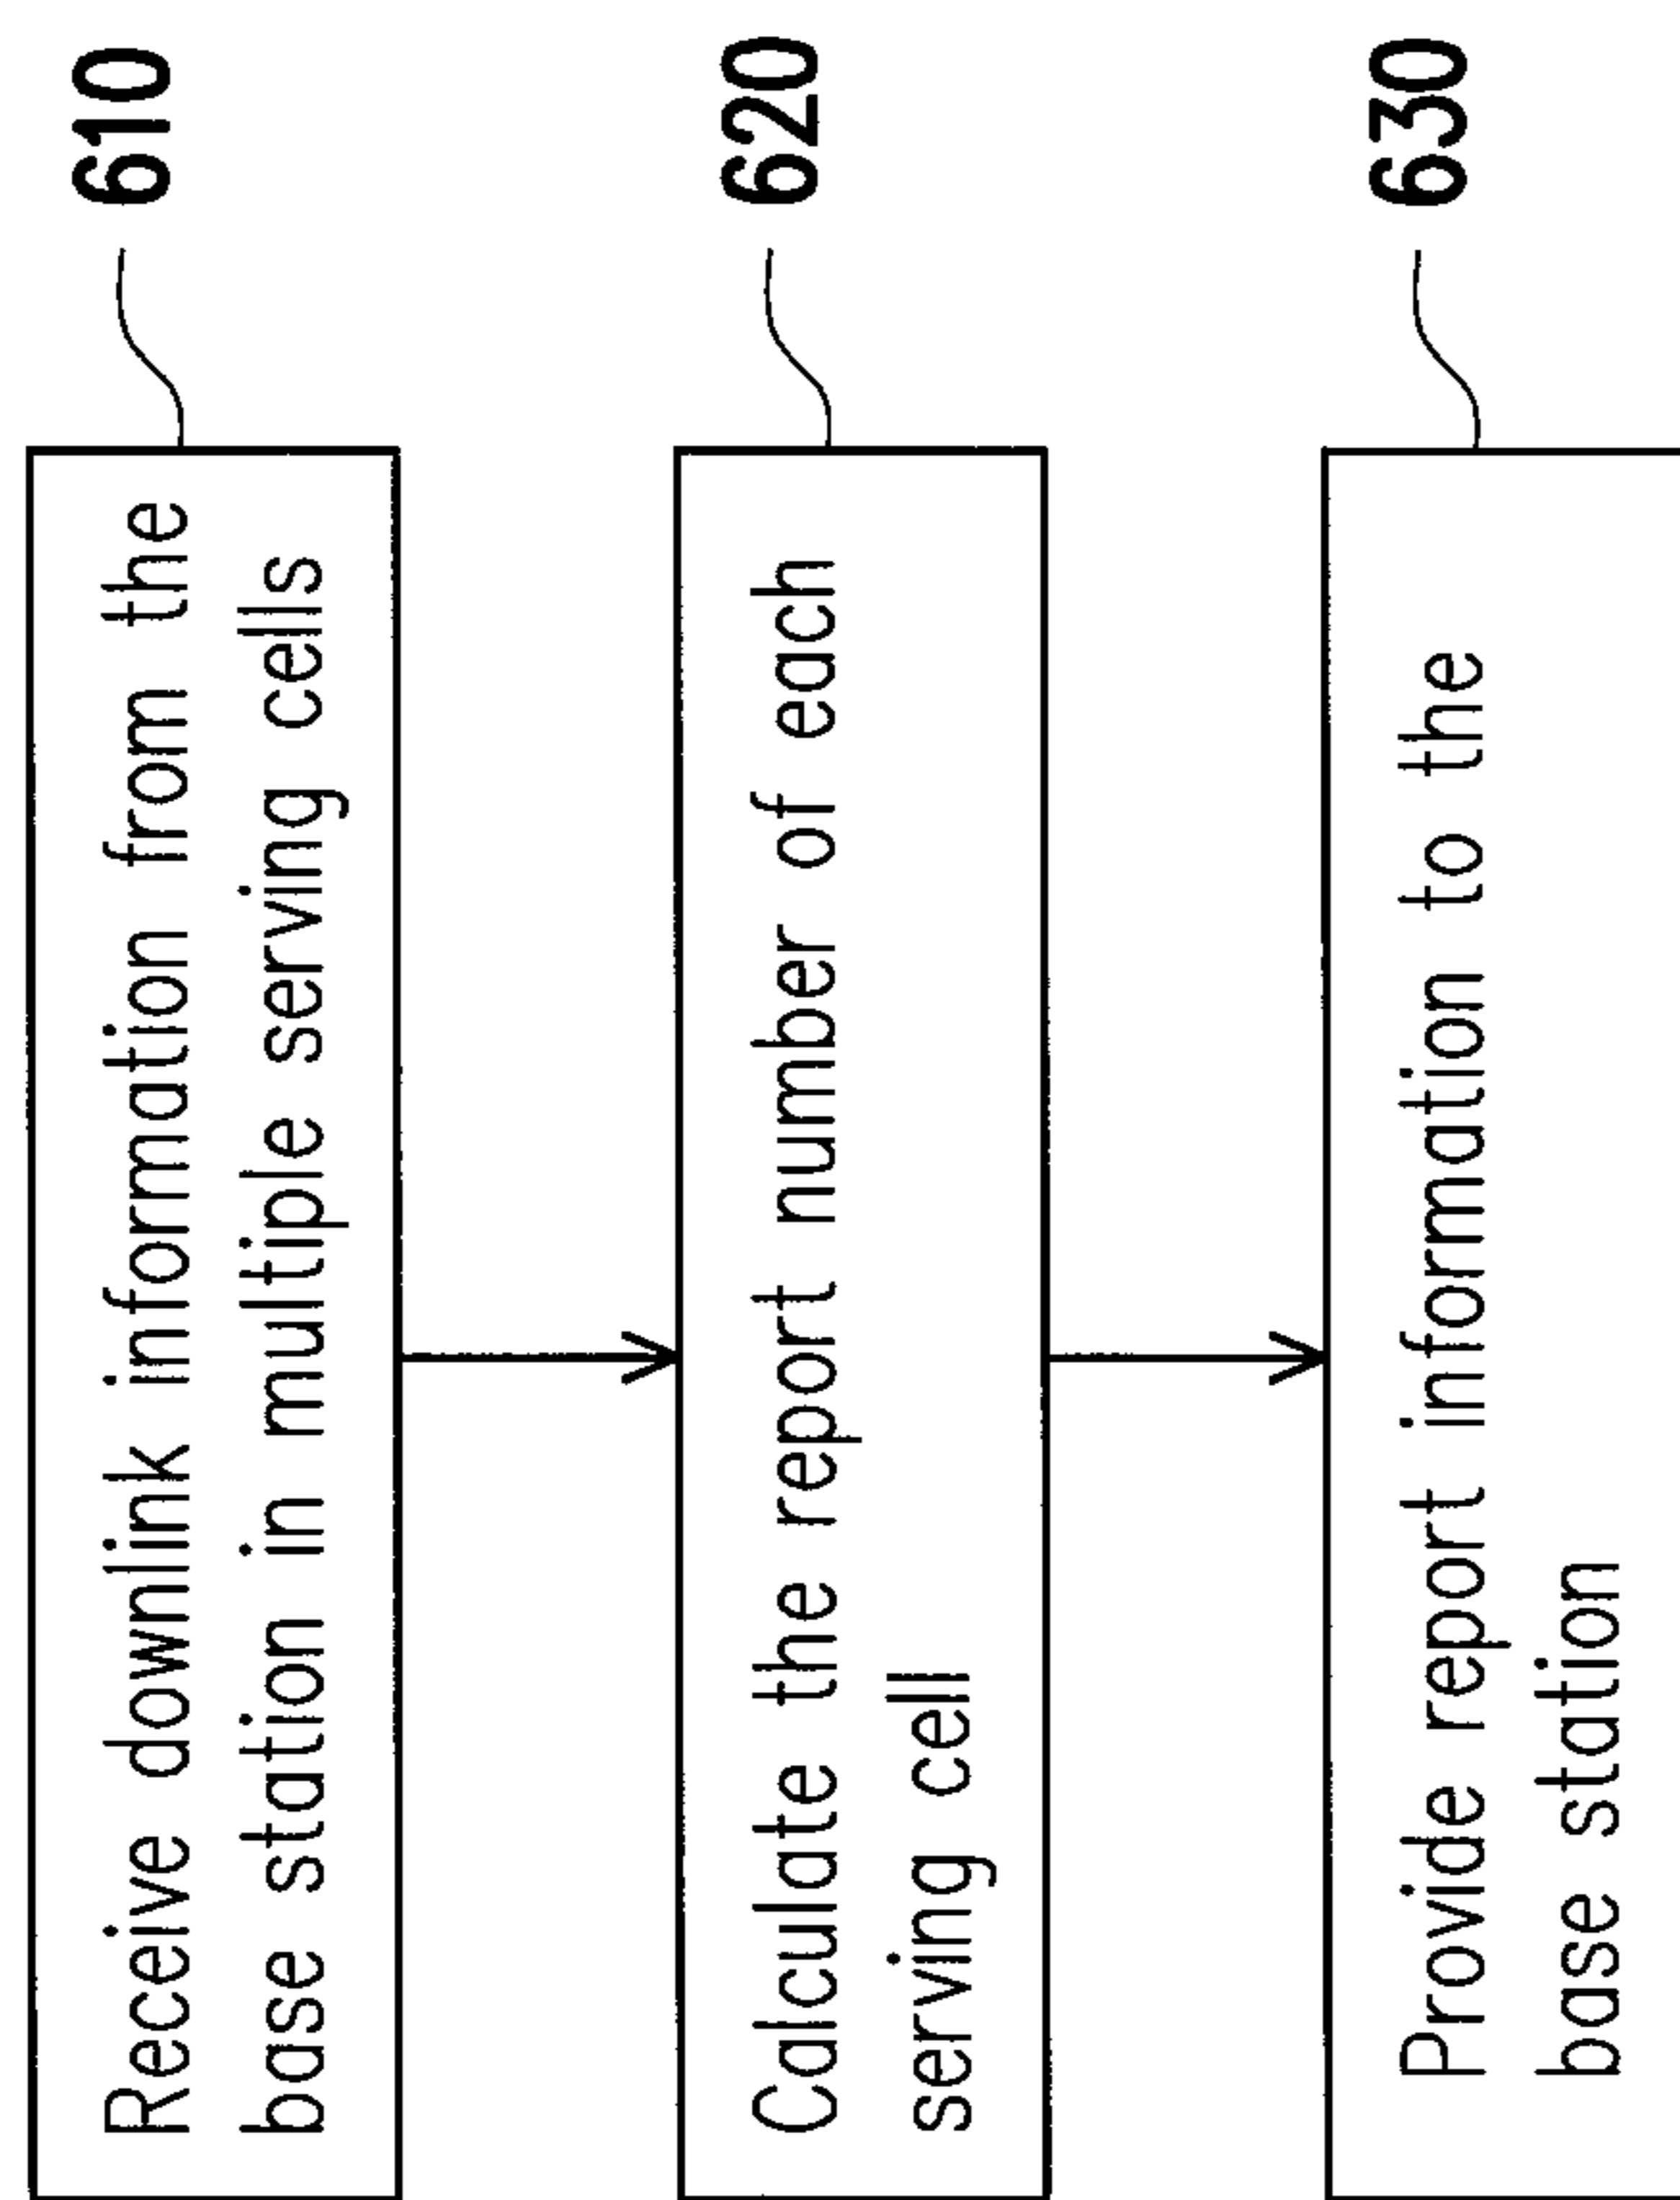 Receive downlink information from the
base station in multiple serving cells
610
Calculate the report number of each
serving cell
620
Provide report information to the
base station
630